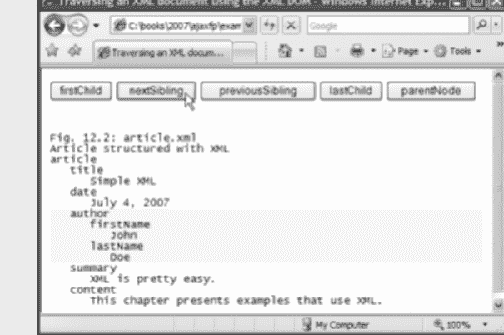 Traversing an XML document using the XML DOM - Windows Internet Exp...
C:\books\2007\ajaxfp\exam
Google
Traversing an XML docum...
Page
Tools
firstChild nextSibling previousSibling lastChild parentNode
Fig. 12.2: article.xml
Article structured with XML
article
title
Simple XML
date
July 4, 2007
author
firstName
John
lastName
Doe
summary
XML is pretty easy.
content
This chapter presents examples that use XML.
My Computer
100%